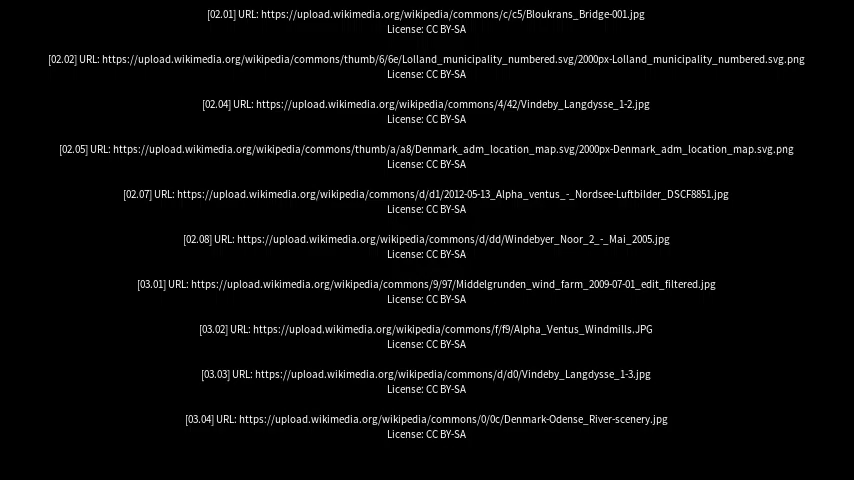 [02.01] URL: https://upload.wikimedia.org/wikipedia/commons/c/c5/Bloukrans_Bridge-001.jpg
License: CC BY-SA
[02.02] URL: https://upload.wikimedia.org/wikipedia/commons/thumb/6/6e/Lolland_municipality_numbered.svg/2000px-Lolland_municipality_numbered.svg.png
License: CC BY-SA
[02.04] URL: https://upload.wikimedia.org/wikipedia/commons/4/42/Vindeby_Langdysse_1-2.jpg
License: CC BY-SA
[02.05] URL: https://upload.wikimedia.org/wikipedia/commons/thumb/a/a8/Denmark_adm_location_map.svg/2000px-Denmark_adm_location_map.svg.png
License: CC BY-SA
[02.07] URL: https://upload.wikimedia.org/wikipedia/commons/d/d1/2012-05-13_Alpha_ventus_-_Nordsee-Luftbilder_DSCF8851.jpg
License: CC BY-SA
[02.08] URL: https://upload.wikimedia.org/wikipedia/commons/d/dd/Windebyer_Noor_2_-_Mai_2005.jpg
License: CC BY-SA
[03.01] URL: https://upload.wikimedia.org/wikipedia/commons/9/97/Middelgrunden_wind_farm_2009-07-01_edit_filtered.jpg
License: CC BY-SA
[03.02] URL: https://upload.wikimedia.org/wikipedia/commons/f/f9/Alpha_Ventus_Windmills.JPG
License: CC BY-SA
[03.03] URL: https://upload.wikimedia.org/wikipedia/commons/d/d0/Vindeby_Langdysse_1-3.jpg
License: CC BY-SA
[03.04] URL: https://upload.wikimedia.org/wikipedia/commons/0/0c/Denmark-Odense_River-scenery.jpg
License: CC BY-SA